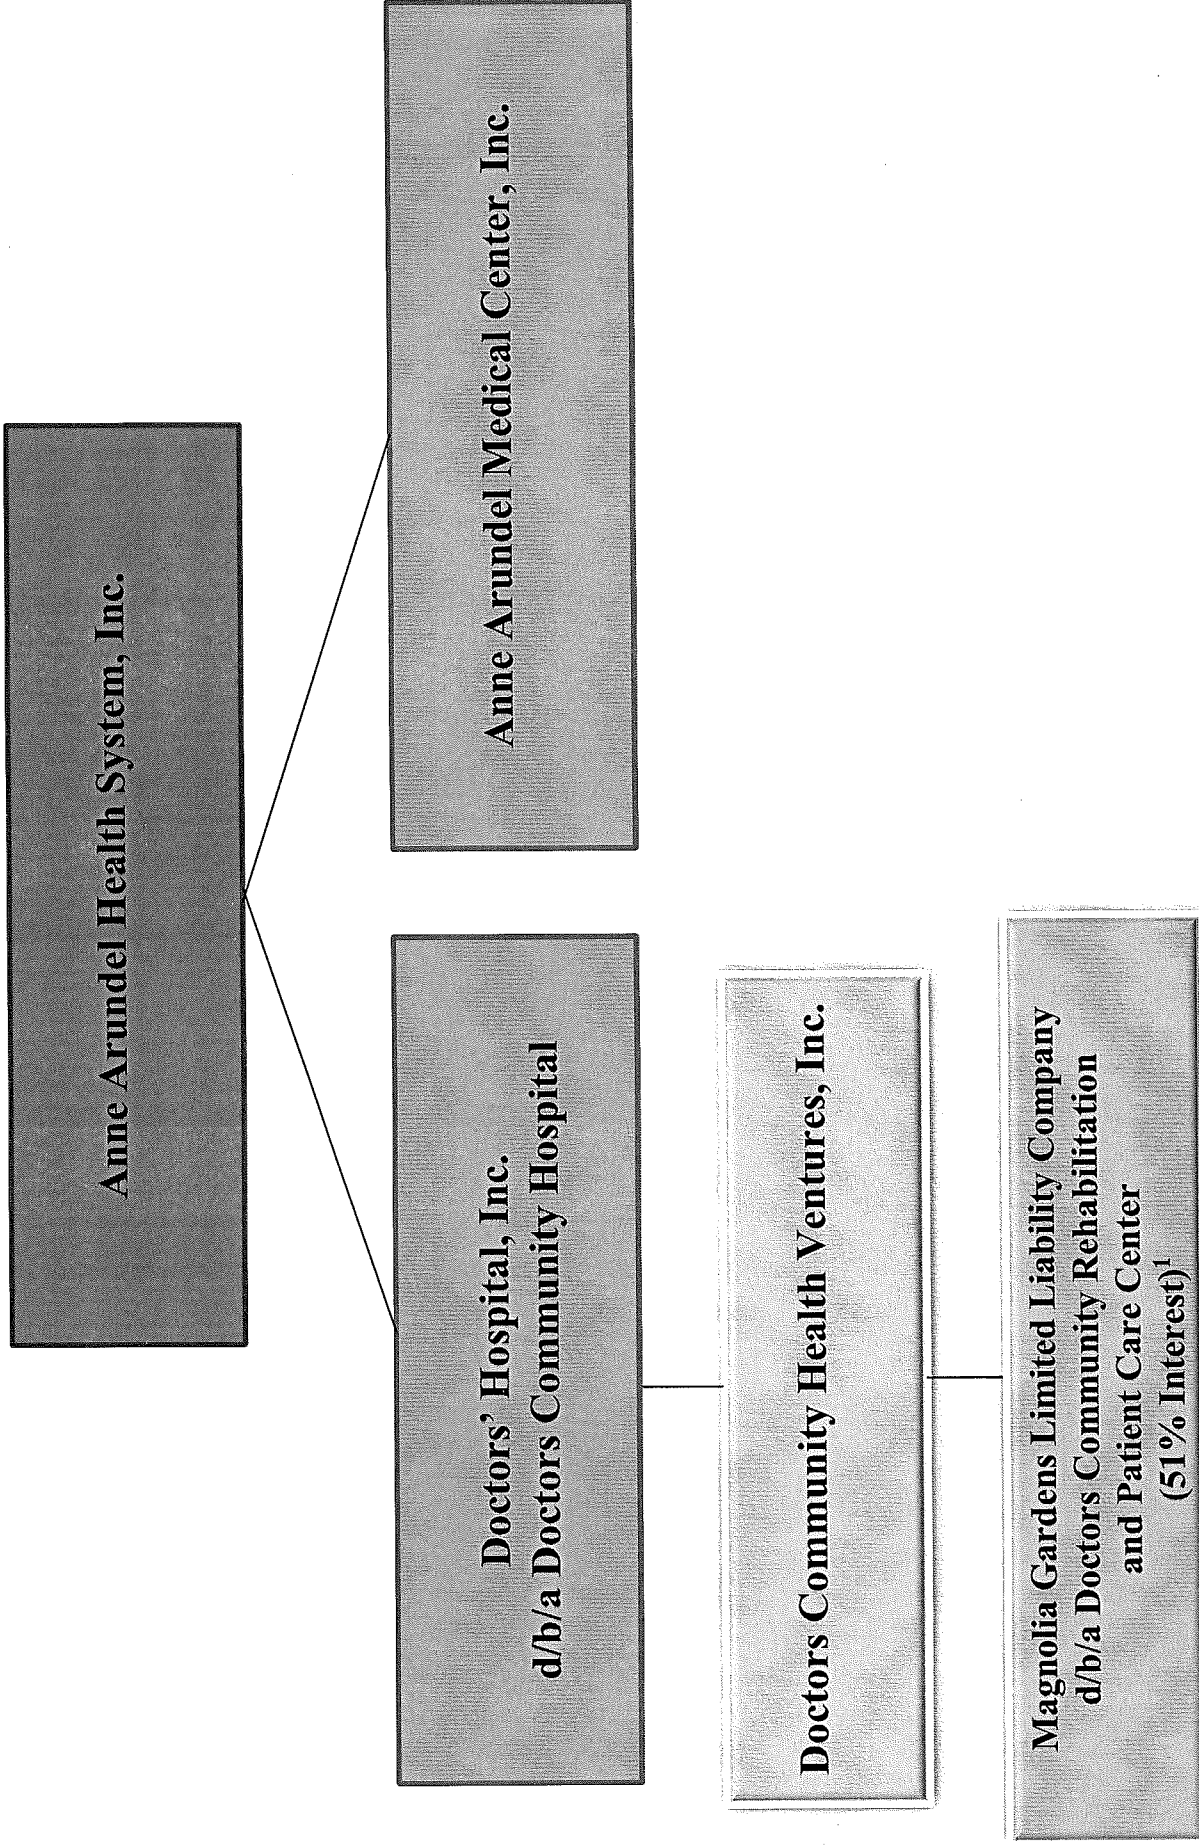 Anne Arundel Health System, Inc.
Doctors’ Hospital, Inc.
d/b/a Doctors Community Hospital
Anne Arundel Medical Center, Inc.
Doctors Community Health Ventures, Inc.
Magnolia Gardens Limited Liability Company
d/b/a Doctors Community Rehabilitation
and Patient Care Center
(51% Interest)¹